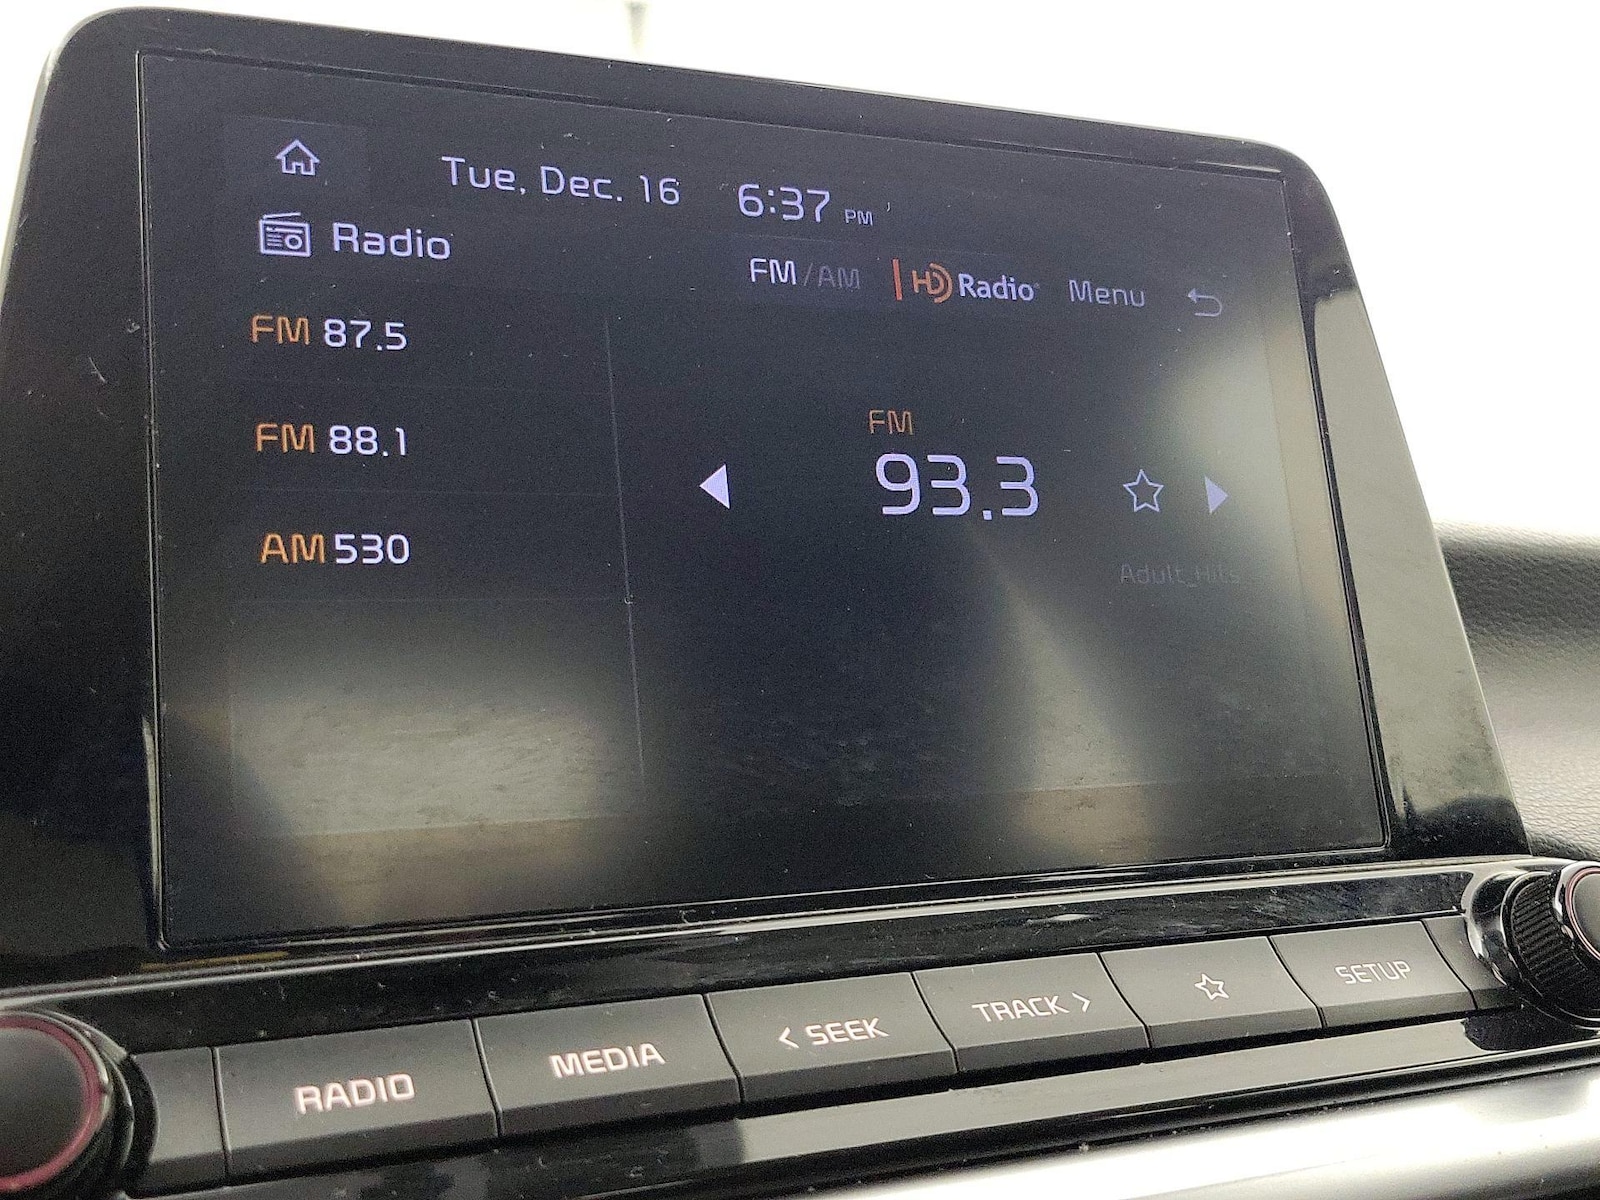 Tue, Dec. 16 6:37 PM
Radio
FM/AM HD Radio Menu
FM 87.5
FM 88.1
AM 530
FM
93.3
Adult_Hits
RADIO MEDIA < SEEK TRACK > SETUP